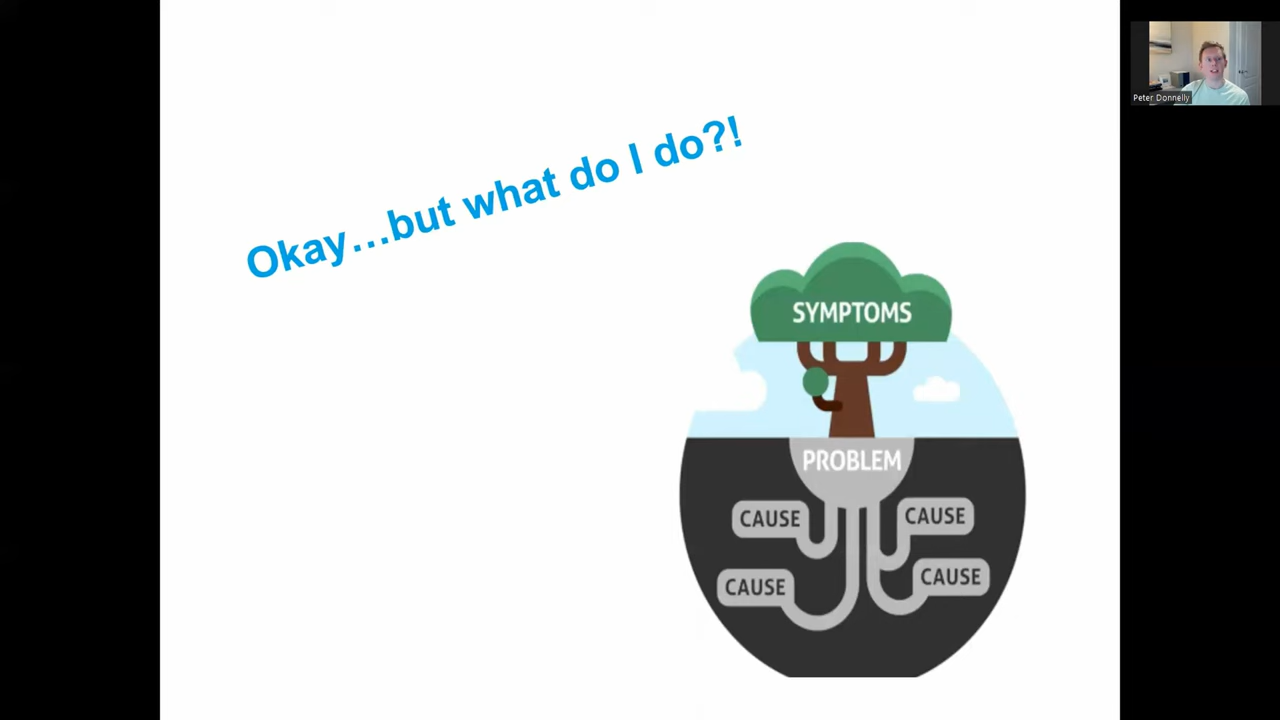 Okay...but what do I do?!
Peter Donnelly
SYMPTOMS
PROBLEM
CAUSE
CAUSE
CAUSE
CAUSE